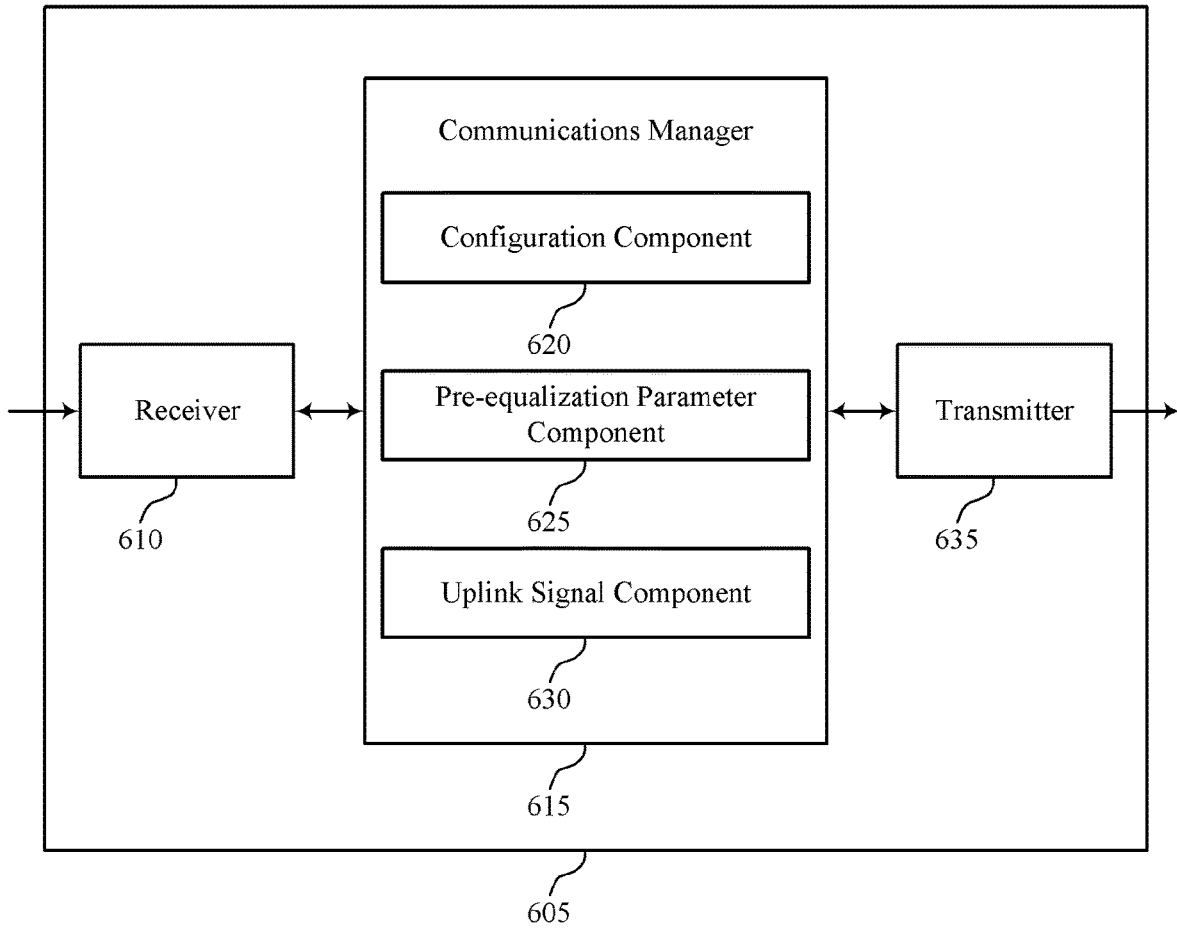 Communications Manager
Configuration Component
620
Receiver
610
Pre-equalization Parameter
Component
625
Transmitter
635
Uplink Signal Component
630
615
605